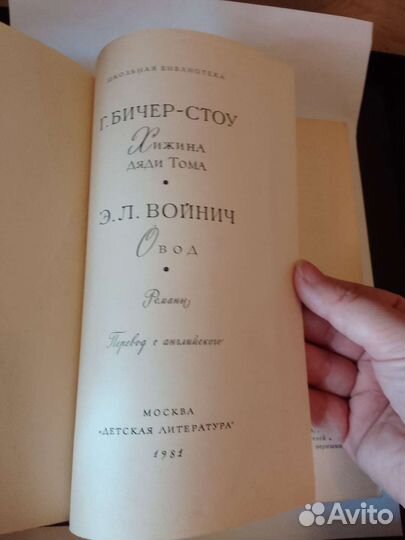 ШКОЛЬНАЯ БИБЛИОТЕКА
Г. БИЧЕР-СТОУ
ХИЖИНА
ДЯДИ ТОМА
•
Э. Л. ВОЙНИЧ
ОВОД
•
Романы
Перевод с английского
МОСКВА
"ДЕТСКАЯ ЛИТЕРАТУРА"
1981
Avito